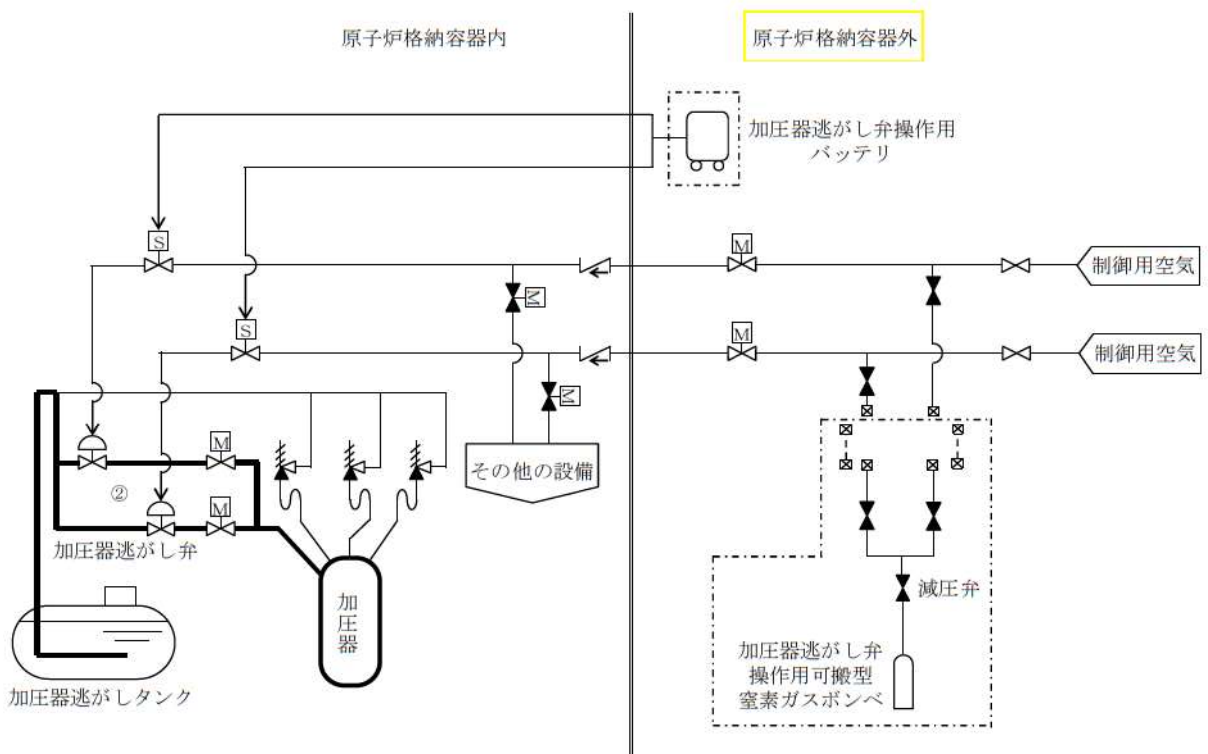 原子炉格納容器内
原子炉格納容器外
加圧器逃がし弁操作用
バッテリ
S
M
制御用空気
M
S
M
制御用空気
M
M
その他の設備
②
M
加圧器逃がし弁
加圧器
減圧弁
加圧器逃がし弁
操作用可搬型
窒素ガスボンベ
加圧器逃がしタンク